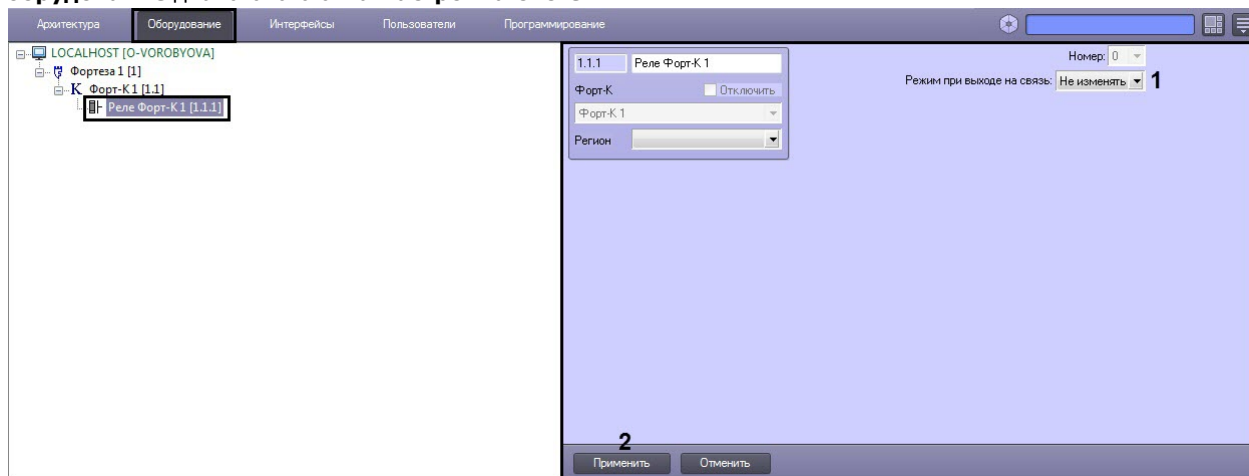 Архитектура Оборудование Интерфейсы Пользователи Программирование
LOCALHOST [O-VOROBYOVA]
Фортеза 1 [1]
К Форт-К 1 [1.1]
Реле Форт-К 1 [1.1.1]
1.1.1 Реле Форт-К 1
Форт-К Отключить
Форт-К 1
Регион
Номер: 0
Режим при выходе на связь: Не изменять 1
2
Применить Отменить